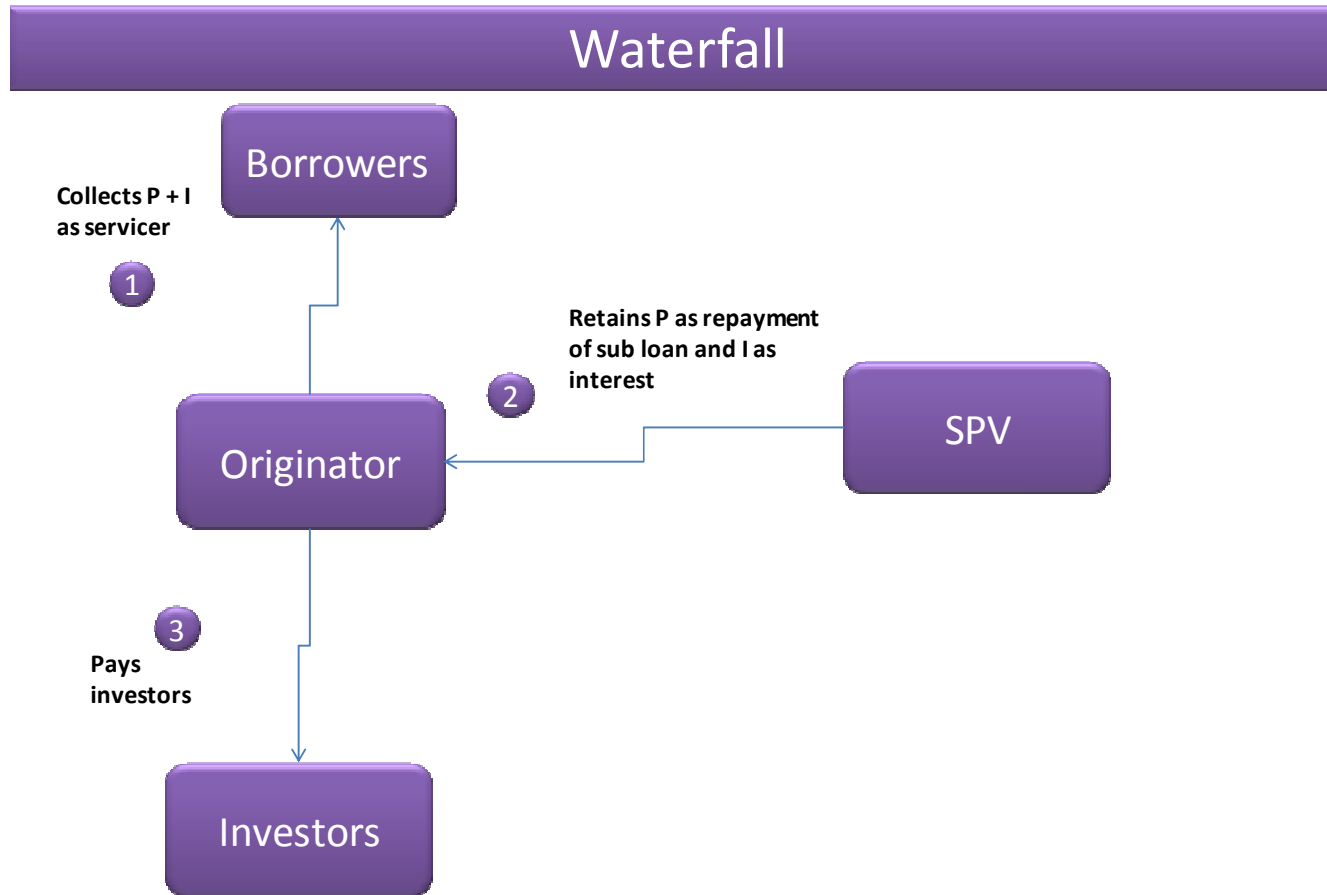 Waterfall
Borrowers
Collects P + I
as servicer
1
Retains P as repayment
of sub loan and I as
interest
2
SPV
Originator
3
Pays
investors
Investors